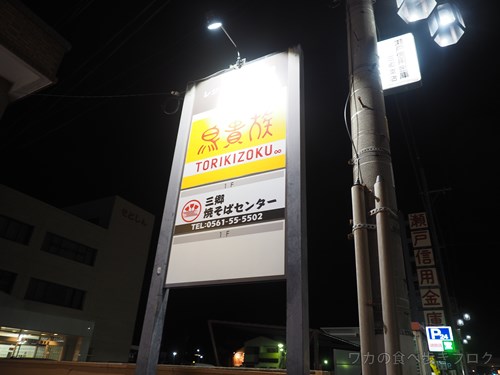 鳥貴族
TORIKIZOKU
1F
三郷
焼そばセンター
TEL:0561-55-5502
1F
瀬戸信用金庫
P
ワカの食べ歩きブログ